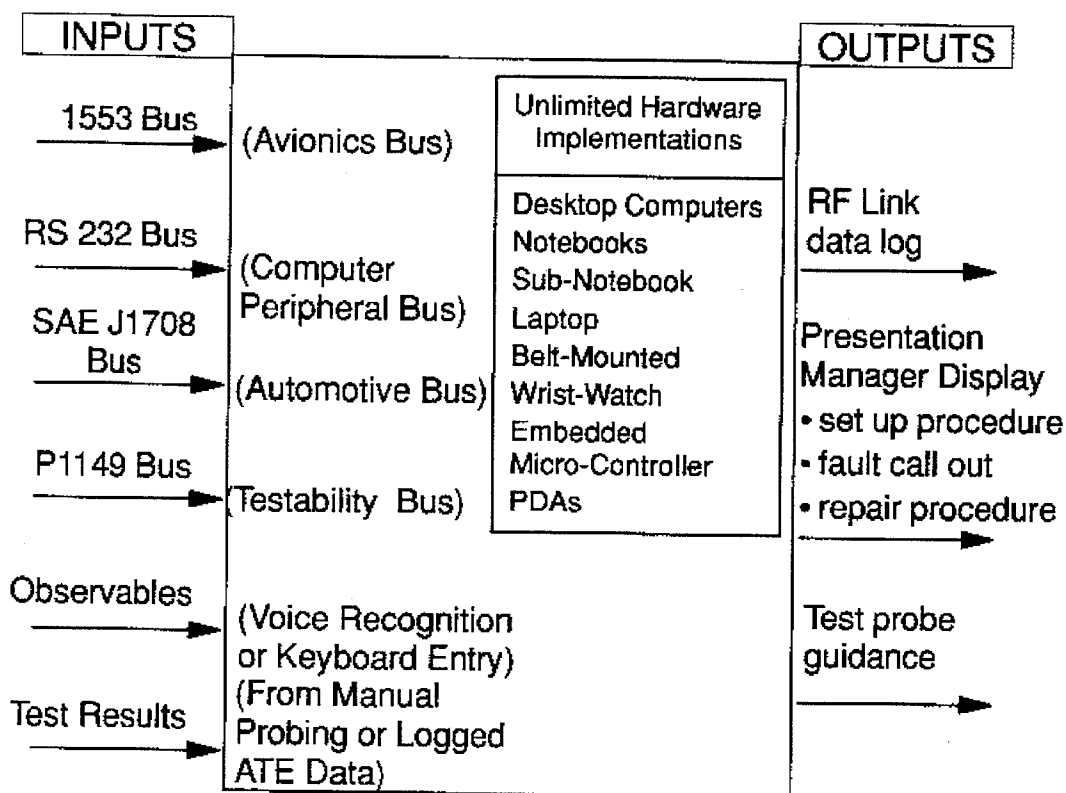 INPUTS
1553 Bus
RS 232 Bus
SAE J1708
Bus
P1149 Bus
Observables
Test Results
(Avionics Bus)
(Computer
Peripheral Bus)
(Automotive Bus)
(Testability Bus)
(Voice Recognition
or Keyboard Entry)
(From Manual
Probing or Logged
ATE Data)
Unlimited Hardware
Implementations
Desktop Computers
Notebooks
Sub-Notebook
Laptop
Belt-Mounted
Wrist-Watch
Embedded
Micro-Controller
PDAs
OUTPUTS
RF Link
data log
Presentation
Manager Display
• set up procedure
• fault call out
• repair procedure
Test probe
guidance